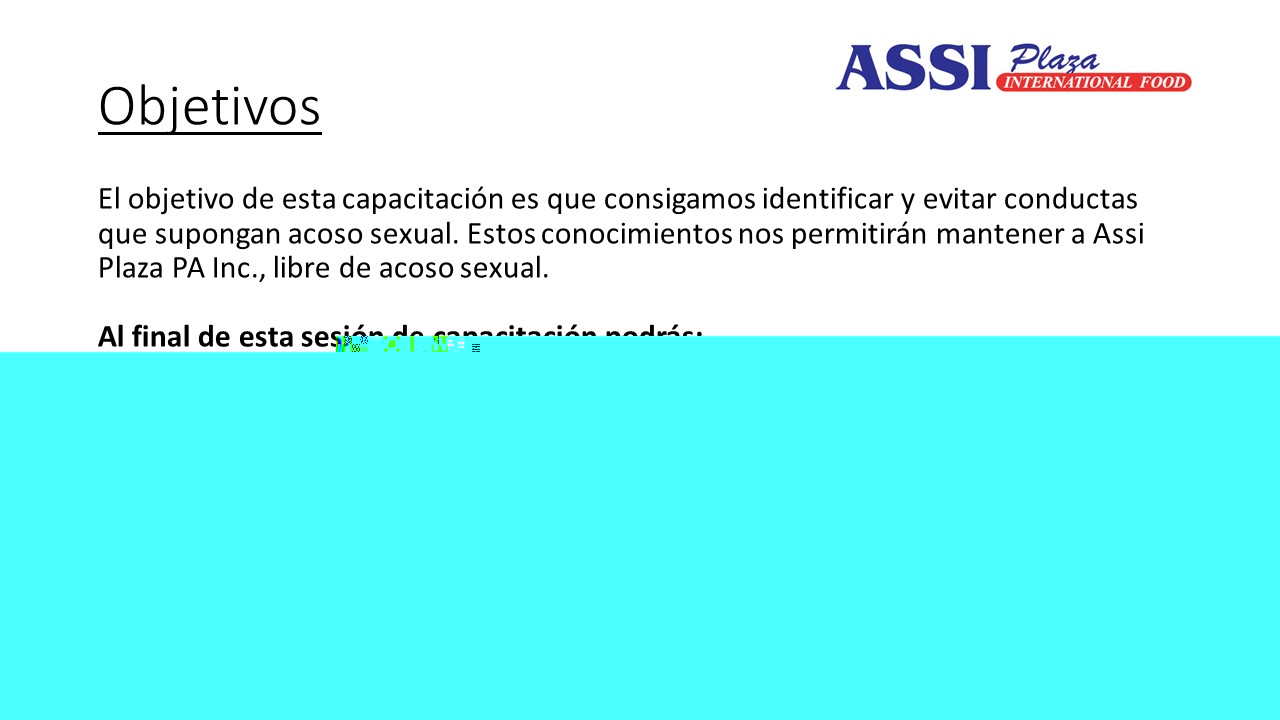 ASSI Plaza
INTERNATIONAL FOOD
Objetivos
El objetivo de esta capacitación es que consigamos identificar y evitar conductas
que supongan acoso sexual. Estos conocimientos nos permitirán mantener a Assi
Plaza PA Inc., libre de acoso sexual.
Al final de esta sesión de capacitación podrás: